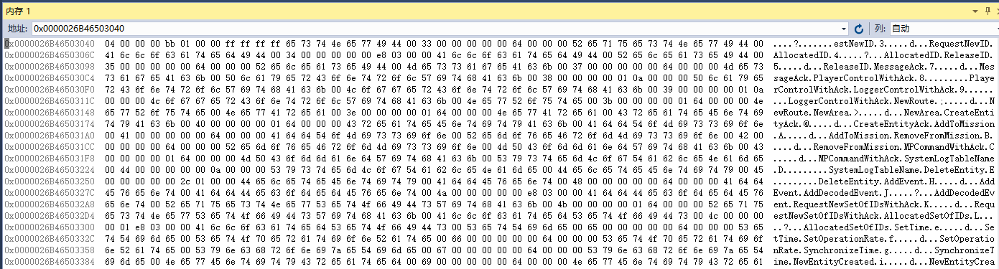 内存 1
地址: 0x0000026B46503040 列: 自动
0x0000026B46503040 04 00 00 00 bb 01 00 00 ff ff ff ff 65 73 74 4e 65 77 49 44 00 33 00 00 00 00 00 00 64 00 00 00 52 65 71 75 65 73 74 4e 65 77 49 44 00 ....?.......estNewID.3......d...RequestNewID.
0x0000026B4650306C 41 6c 6c 6f 63 61 74 65 64 49 44 00 34 00 00 00 00 00 e8 03 00 00 41 6c 6c 6f 63 61 74 65 64 49 44 00 52 65 6c 65 61 73 65 49 44 00 AllocatedID.4.....?...AllocatedID.ReleaseID.
0x0000026B46503098 35 00 00 00 00 00 64 00 00 00 52 65 6c 65 61 73 65 49 44 00 4d 65 73 73 61 67 65 41 63 6b 00 37 00 00 00 00 00 64 00 00 00 4d 65 73 5.....d...ReleaseID.MessageAck.7.....d...Mes
0x0000026B465030C4 73 61 67 65 41 63 6b 00 50 6c 61 79 65 72 43 6f 6e 74 72 6f 6c 57 69 74 68 41 63 6b 00 38 00 00 00 00 01 0a 00 00 00 50 6c 61 79 65 sageAck.PlayerControlWithAck.8.........Playe
0x0000026B465030F0 72 43 6f 6e 74 72 6f 6c 57 69 74 68 41 63 6b 00 4c 6f 67 67 65 72 43 6f 6e 74 72 6f 6c 57 69 74 68 41 63 6b 00 39 00 00 00 00 01 0a rControlWithAck.LoggerControlWithAck.9......
0x0000026B4650311C 00 00 00 4c 6f 67 67 65 72 43 6f 6e 74 72 6f 6c 57 69 74 68 41 63 6b 00 4e 65 77 52 6f 75 74 65 00 3b 00 00 00 00 01 64 00 00 00 4e ...LoggerControlWithAck.NewRoute.;.....d...N
0x0000026B46503148 65 77 52 6f 75 74 65 00 4e 65 77 41 72 65 61 00 3e 00 00 00 00 01 64 00 00 00 4e 65 77 41 72 65 61 00 43 72 65 61 74 65 45 6e 74 69 ewRoute.NewArea.>.....d...NewArea.CreateEnti
0x0000026B46503174 74 79 41 63 6b 00 40 00 00 00 00 01 64 00 00 00 43 72 65 61 74 65 45 6e 74 69 74 79 41 63 6b 00 41 64 64 54 6f 4d 69 73 73 69 6f 6e tyAck.@.....d...CreateEntityAck.AddToMission
0x0000026B465031A0 00 41 00 00 00 00 00 64 00 00 00 41 64 64 54 6f 4d 69 73 73 69 6f 6e 00 52 65 6d 6f 76 65 46 72 6f 6d 4d 69 73 73 69 6f 6e 00 42 00 .A.....d...AddToMission.RemoveFromMission.B.
0x0000026B465031CC 00 00 00 00 64 00 00 00 52 65 6d 6f 76 65 46 72 6f 6d 4d 69 73 73 69 6f 6e 00 4d 50 43 6f 6d 6d 61 6e 64 57 69 74 68 41 63 6b 00 43 ....d...RemoveFromMission.MPCommandWithAck.C
0x0000026B465031F8 00 00 00 00 01 64 00 00 00 4d 50 43 6f 6d 6d 61 6e 64 57 69 74 68 41 63 6b 00 53 79 73 74 65 6d 4c 6f 67 54 61 62 6c 65 4e 61 6d 65 .....d...MPCommandWithAck.SystemLogTableName
0x0000026B46503224 00 44 00 00 00 00 00 0a 00 00 00 53 79 73 74 65 6d 4c 6f 67 54 61 62 6c 65 4e 61 6d 65 00 44 65 6c 65 74 65 45 6e 74 69 74 79 00 45 .D.........SystemLogTableName.DeleteEntity.E
0x0000026B46503250 00 00 00 00 00 2c 01 00 00 44 65 6c 65 74 65 45 6e 74 69 74 79 00 41 64 64 45 76 65 6e 74 00 48 00 00 00 00 00 64 00 00 00 41 64 64 .....,...DeleteEntity.AddEvent.H.....d...Add
0x0000026B4650327C 45 76 65 6e 74 00 41 64 64 44 65 63 6f 64 65 64 45 76 65 6e 74 00 4a 00 00 00 00 00 e8 03 00 00 41 64 64 44 65 63 6f 64 65 64 45 76 Event.AddDecodedEvent.J.....?...AddDecodedEv
0x0000026B465032A8 65 6e 74 00 52 65 71 75 65 73 74 4e 65 77 53 65 74 4f 66 49 44 73 57 69 74 68 41 63 6b 00 4b 00 00 00 00 01 64 00 00 00 52 65 71 75 ent.RequestNewSetOfIDsWithAck.K.....d...Requ
0x0000026B465032D4 65 73 74 4e 65 77 53 65 74 4f 66 49 44 73 57 69 74 68 41 63 6b 00 41 6c 6c 6f 63 61 74 65 64 53 65 74 4f 66 49 44 73 00 4c 00 00 00 estNewSetOfIDsWithAck.AllocatedSetOfIDs.L...
0x0000026B46503300 00 01 e8 03 00 00 41 6c 6c 6f 63 61 74 65 64 53 65 74 4f 66 49 44 73 00 53 65 74 54 69 6d 65 00 65 00 00 00 00 00 64 00 00 00 53 65 ..?...AllocatedSetOfIDs.SetTime.e.....d...Se
0x0000026B4650332C 74 54 69 6d 65 00 53 65 74 4f 70 65 72 61 74 69 6f 6e 52 61 74 65 00 66 00 00 00 00 00 64 00 00 00 53 65 74 4f 70 65 72 61 74 69 6f tTime.SetOperationRate.f.....d...SetOperatio
0x0000026B46503358 6e 52 61 74 65 00 53 79 6e 63 68 72 6f 6e 69 7a 65 54 69 6d 65 00 67 00 00 00 00 00 64 00 00 00 53 79 6e 63 68 72 6f 6e 69 7a 65 54 nRate.SynchronizeTime.g.....d...SynchronizeT
0x0000026B46503384 69 6d 65 00 4e 65 77 45 6e 74 69 74 79 43 72 65 61 74 65 64 00 69 00 00 00 00 00 64 00 00 00 4e 65 77 45 6e 74 69 74 79 43 72 65 61 ime.NewEntityCreated.i.....d...NewEntityCrea